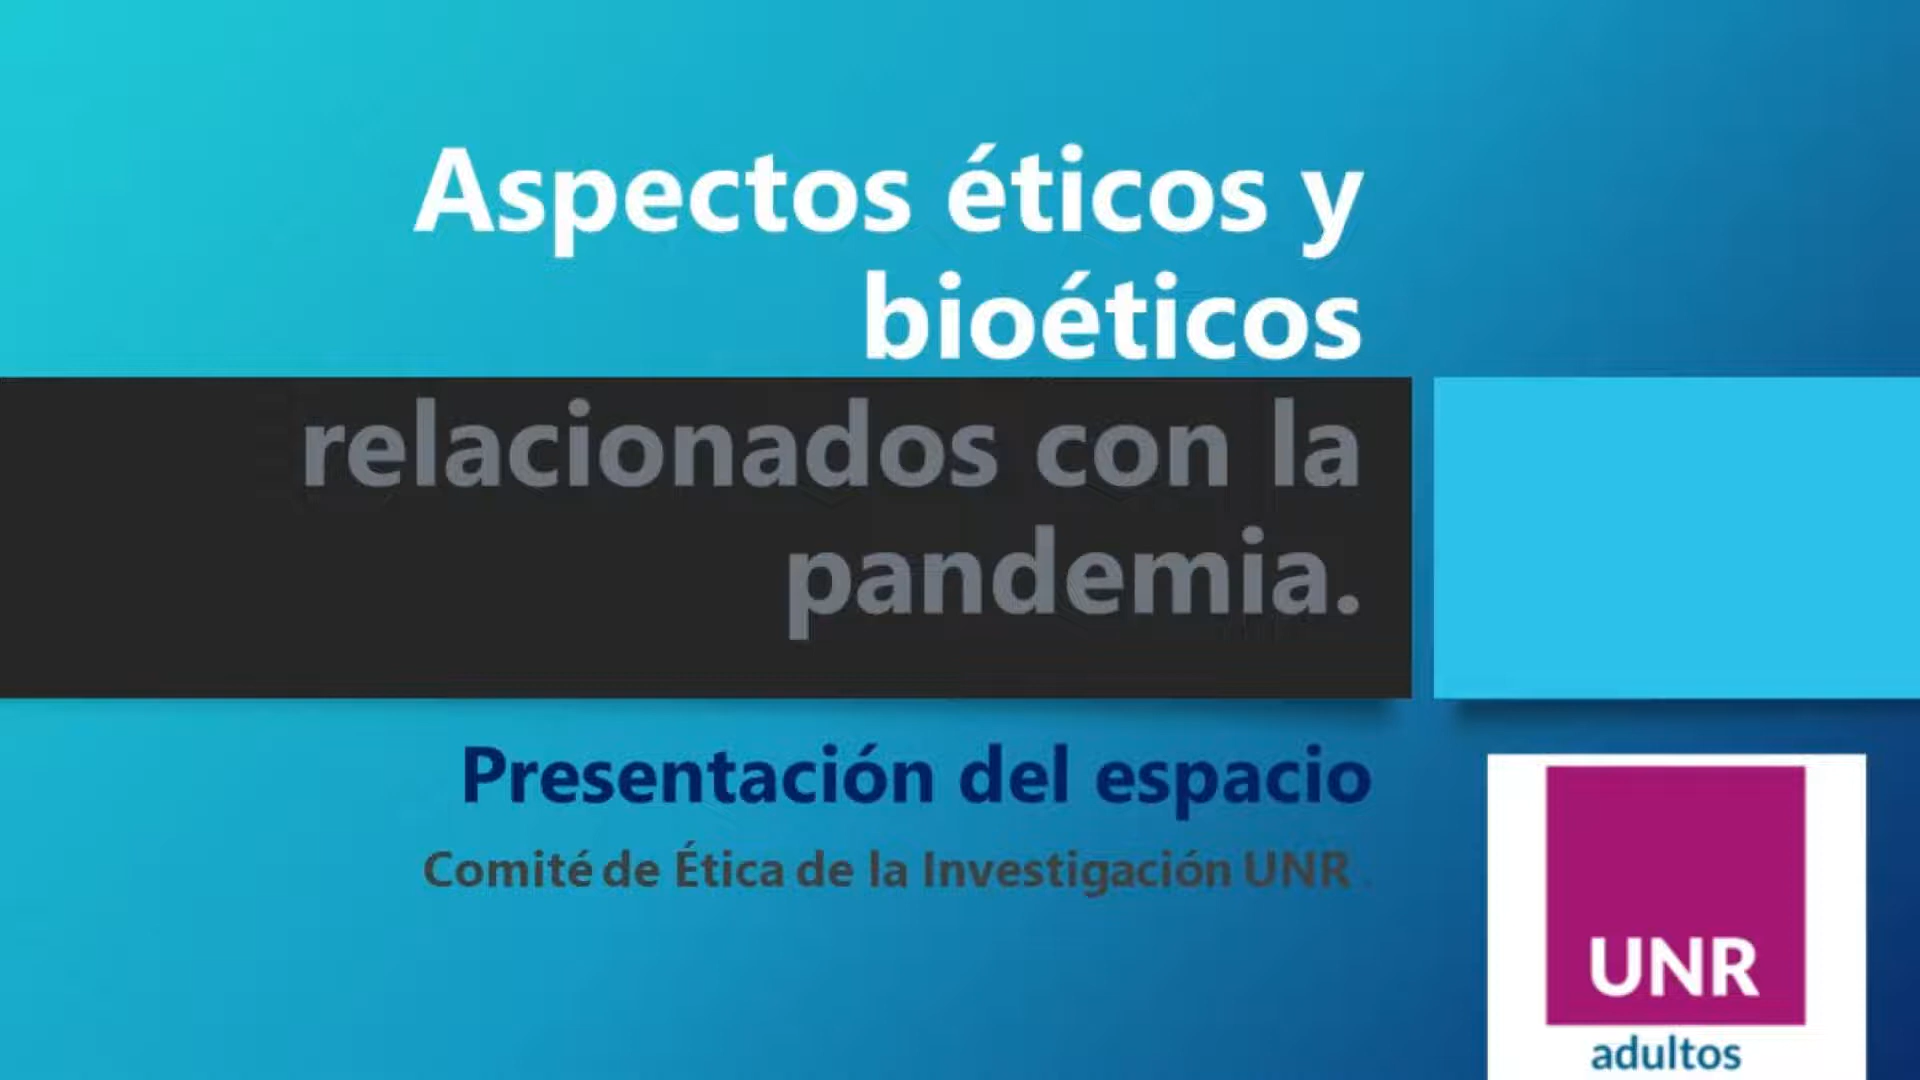 Aspectos éticos y
bioéticos
relacionados con la
pandemia.
Presentación del espacio
Comité de Ética de la Investigación UNR .
UNR
adultos